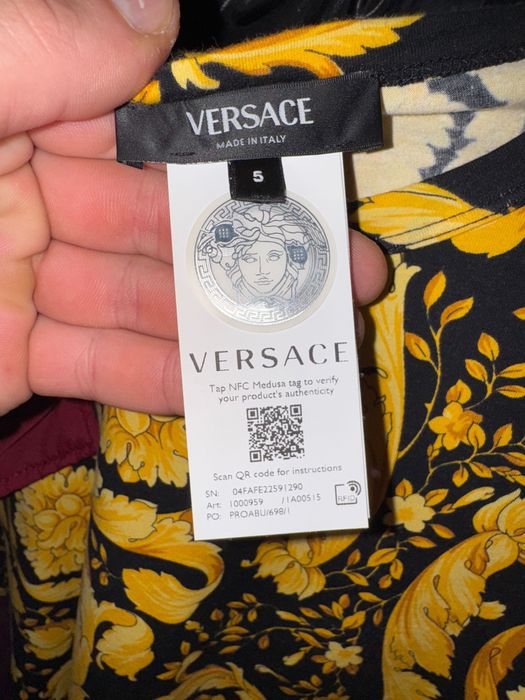 VERSACE
MADE IN ITALY
5
VERSACE
Tap NFC Medusa tag to verify
your product's authenticity
Scan QR code for instructions
SN: 04FAFE22591290
Art: 1000959 /1A00515
PO: PROABU/698/1
RFID